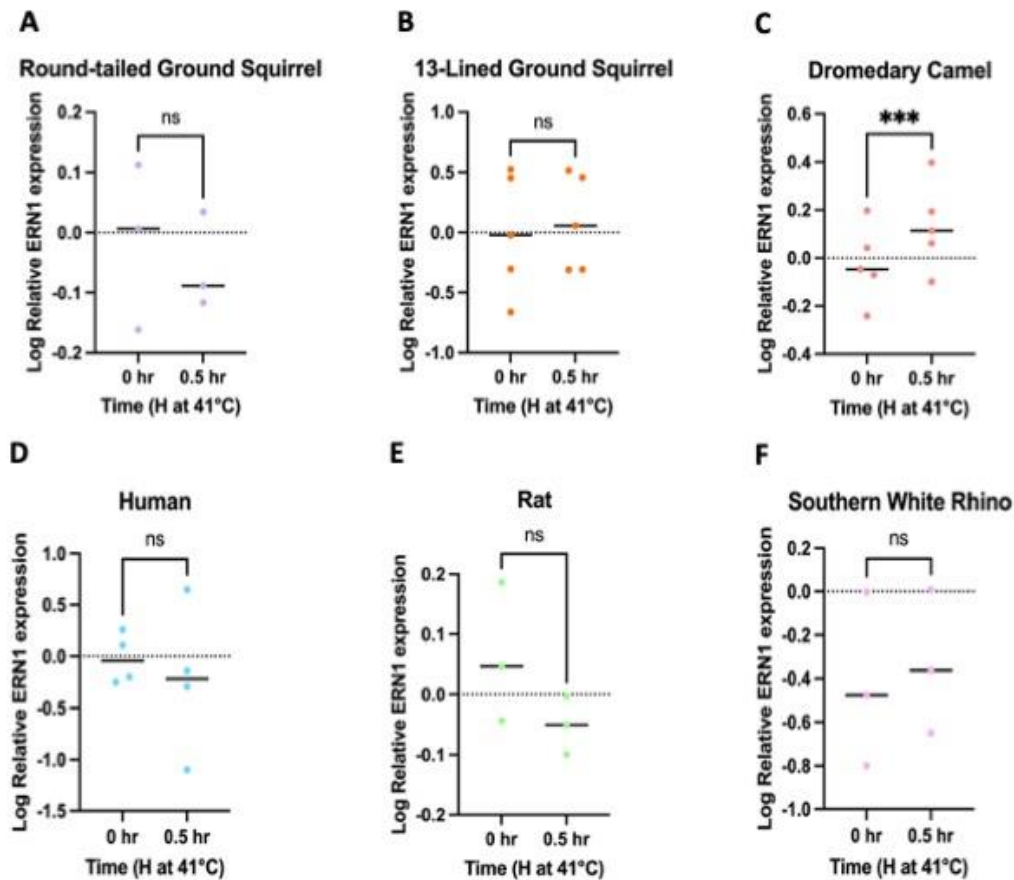 A
Round-tailed Ground Squirrel
Log Relative ERN1 expression
0.2
0.1
0.0
-0.1
-0.2
ns
0 hr 0.5 hr
Time (H at 41°C)
B
13-Lined Ground Squirrel
Log Relative ERN1 expression
1.0
0.5
0.0
-0.5
-1.0
ns
0 hr 0.5 hr
Time (H at 41°C)
C
Dromedary Camel
Log Relative ERN1 expression
0.6
0.4
0.2
0.0
-0.2
-0.4
***
0 hr 0.5 hr
Time (H at 41°C)
D
Human
Log Relative ERN1 expression
1.0
0.5
0.0
-0.5
-1.0
-1.5
ns
0 hr 0.5 hr
Time (H at 41°C)
E
Rat
Log Relative ERN1 expression
0.2
0.1
0.0
-0.1
-0.2
ns
0 hr 0.5 hr
Time (H at 41°C)
F
Southern White Rhino
Log Relative ERN1 expression
0.2
0.0
-0.2
-0.4
-0.6
-0.8
-1.0
ns
0 hr 0.5 hr
Time (H at 41°C)